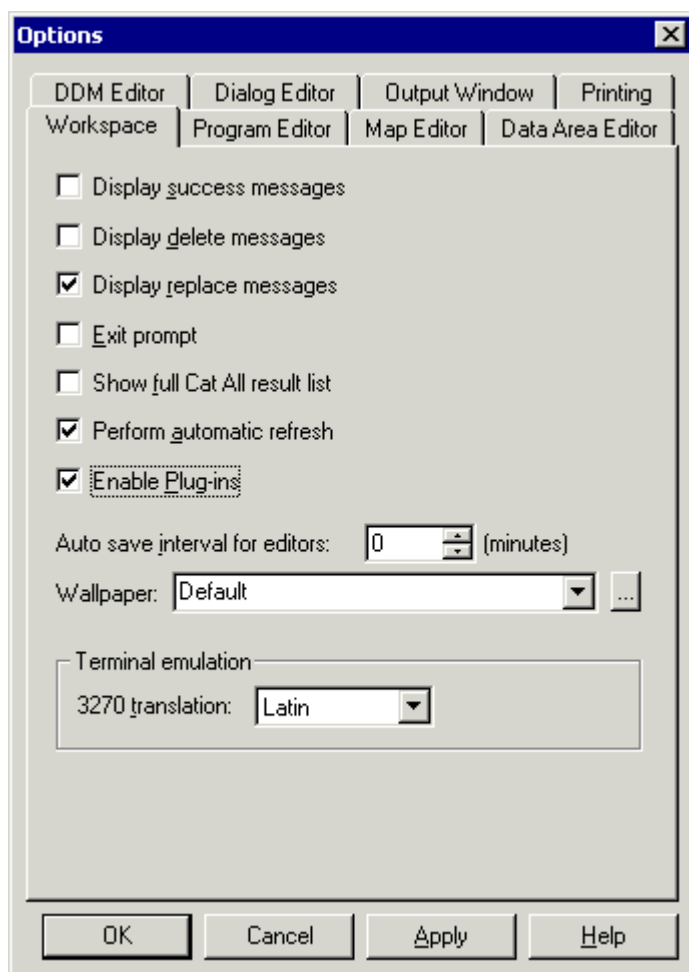 Options
DDM Editor Dialog Editor Output Window Printing
Workspace Program Editor Map Editor Data Area Editor
Display success messages
Display delete messages
Display replace messages
Exit prompt
Show full Cat All result list
Perform automatic refresh
Enable Plug-ins
Auto save interval for editors: 0 (minutes)
Wallpaper: Default ...
Terminal emulation
3270 translation: Latin
OK Cancel Apply Help